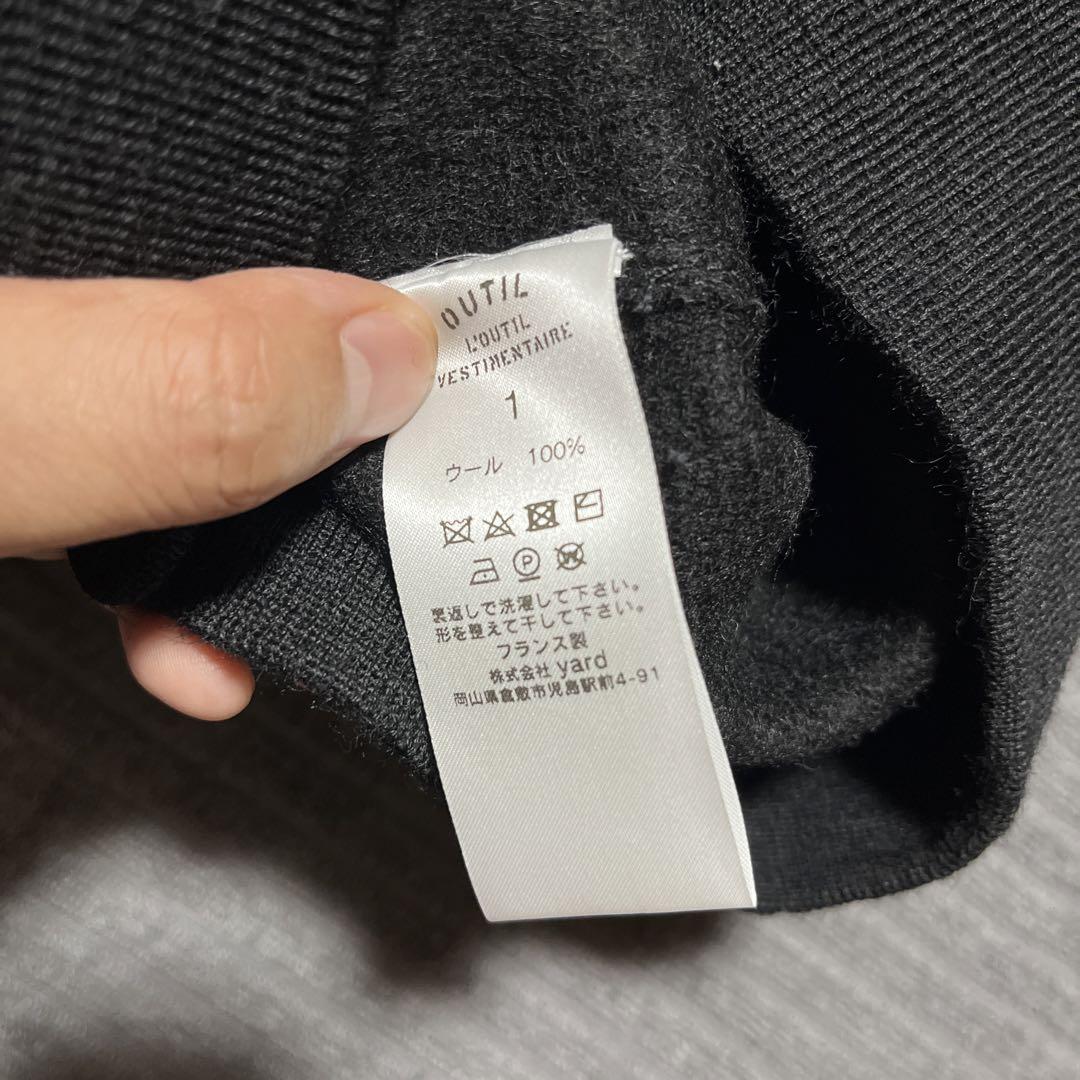 OUTIL
L'OUTIL
VESTIMENTAIRE
1
ウール 100%
P
W
裏返しで洗濯して下さい。
形を整えて干して下さい。
フランス製
株式会社 yard
岡山県倉敷市児島駅前4-91